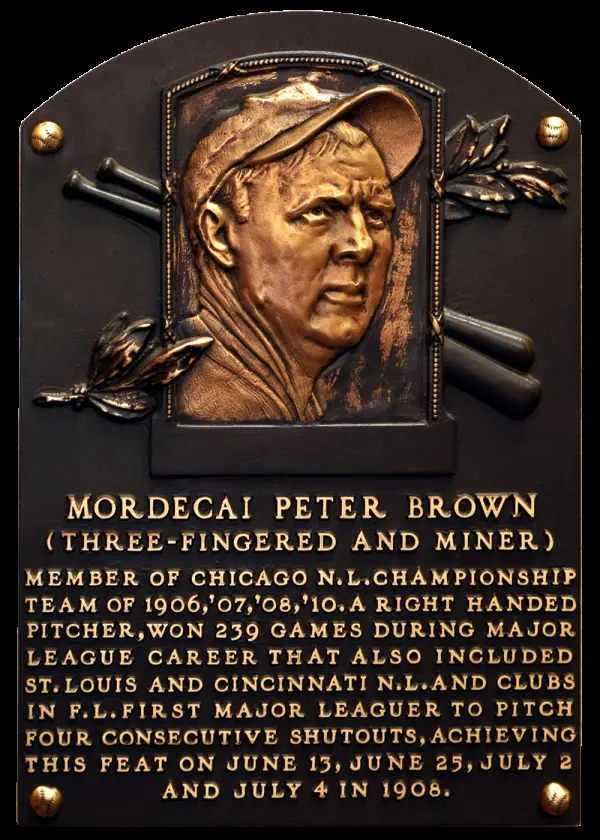 MORDECAI PETER BROWN
(THREE-FINGERED AND MINER)
MEMBER OF CHICAGO N.L.CHAMPIONSHIP
TEAM OF 1906,'07,'08,'10.A RIGHT HANDED
PITCHER,WON 239 GAMES DURING MAJOR
LEAGUE CAREER THAT ALSO INCLUDED
ST.LOUIS AND CINCINNATI N.L.AND CLUBS
IN F.L.FIRST MAJOR LEAGUER TO PITCH
FOUR CONSECUTIVE SHUTOUTS,ACHIEVING
THIS FEAT ON JUNE 13,JUNE 25,JULY 2
AND JULY 4 IN 1908.